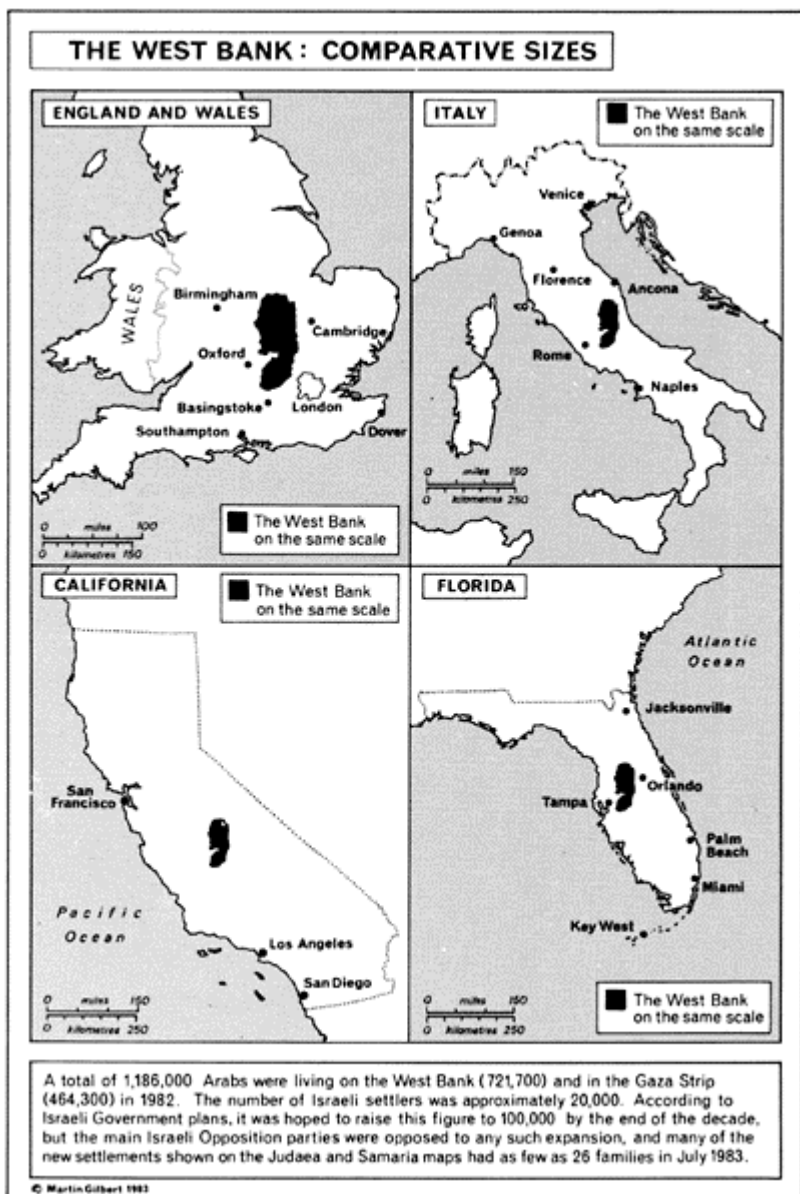 THE WEST BANK : COMPARATIVE SIZES
ENGLAND AND WALES
WALES
Birmingham
Cambridge
Oxford
Basingstoke
London
Southampton
Dover
0 miles 100
0 kilometres 150
The West Bank
on the same scale
ITALY
The West Bank
on the same scale
Venice
Genoa
Florence
Ancona
Rome
Naples
0 miles 150
0 kilometres 250
CALIFORNIA
The West Bank
on the same scale
San
Francisco
Pacific
Ocean
Los Angeles
San Diego
0 miles 150
0 kilometres 250
FLORIDA
Atlantic
Ocean
Jacksonville
Orlando
Tampa
Palm
Beach
Miami
Key West
0 miles 150
0 kilometres 250
The West Bank
on the same scale
A total of 1,186,000 Arabs were living on the West Bank (721,700) and in the Gaza Strip
(464,300) in 1982. The number of Israeli settlers was approximately 20,000. According to
Israeli Government plans, it was hoped to raise this figure to 100,000 by the end of the decade,
but the main Israeli Opposition parties were opposed to any such expansion, and many of the
new settlements shown on the Judaea and Samaria maps had as few as 26 families in July 1983.
© Martin Gilbert 1983